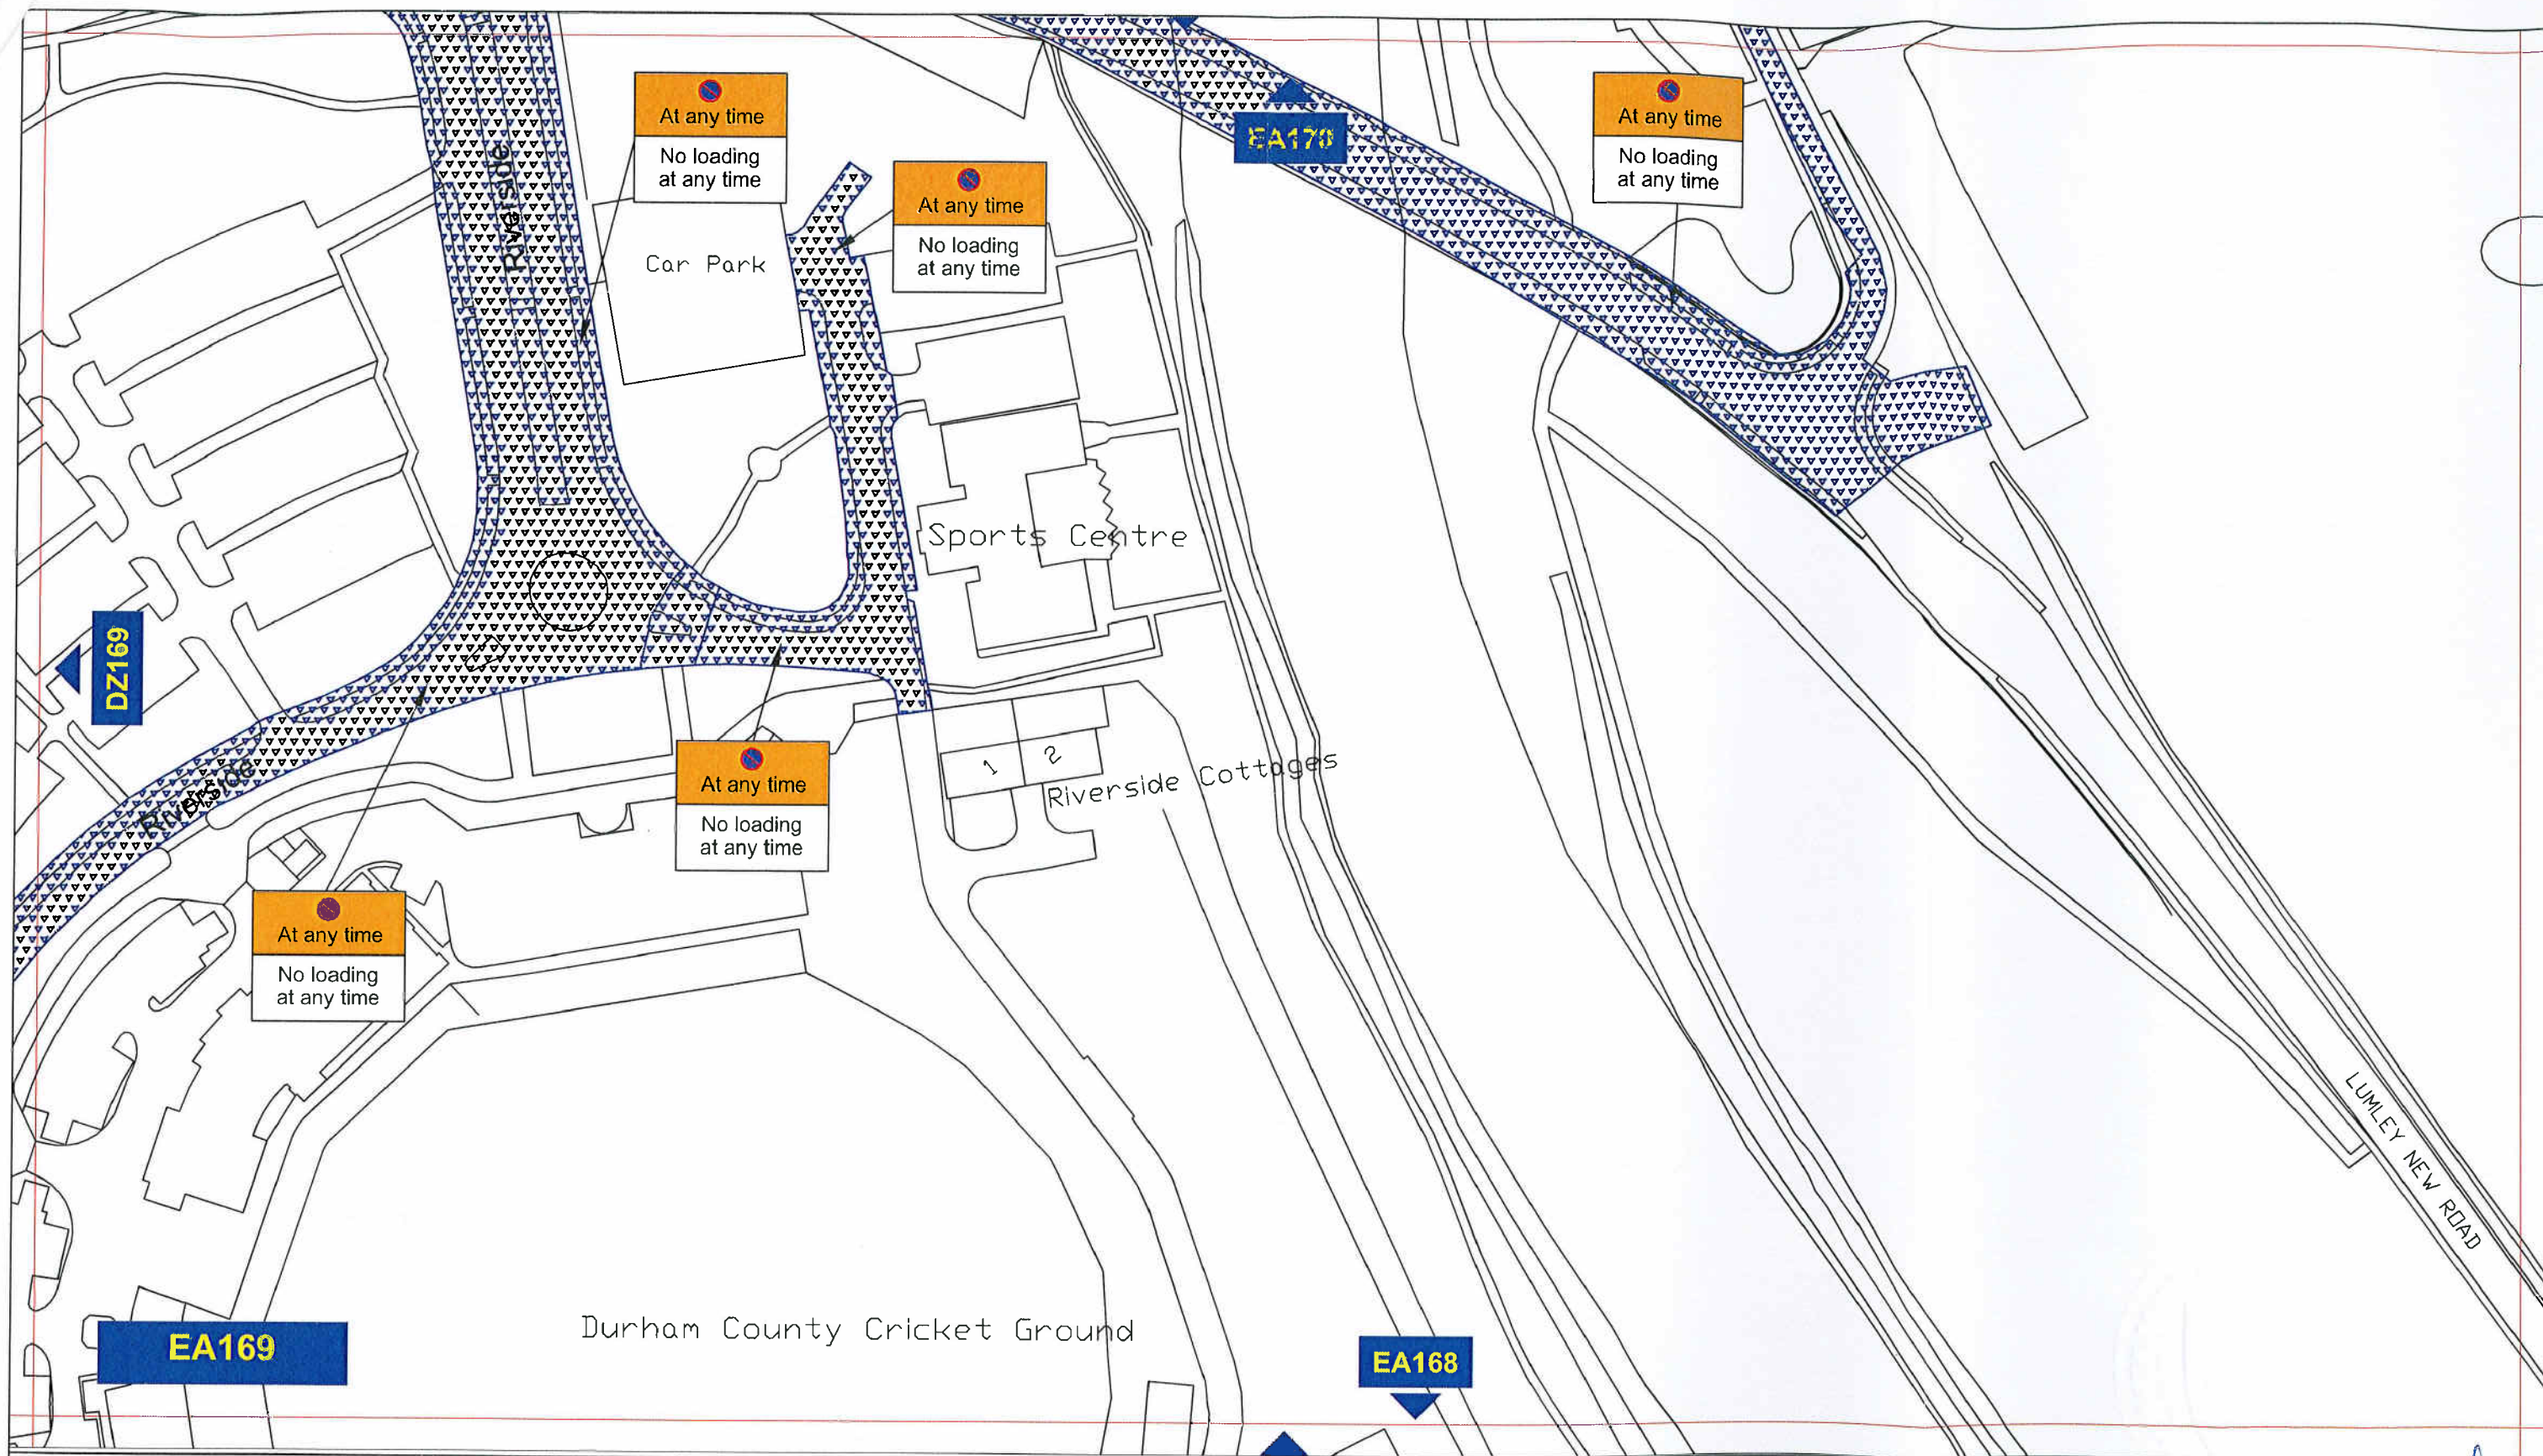 At any time
No loading
at any time
At any time
No loading
at any time
EA170
At any time
No loading
at any time
Riverside
Car Park
Sports Centre
DZ169
Riverside
At any time
No loading
at any time
1
2
Riverside Cottages
At any time
No loading
at any time
LUMLEY NEW ROAD
EA169
Durham County Cricket Ground
EA168